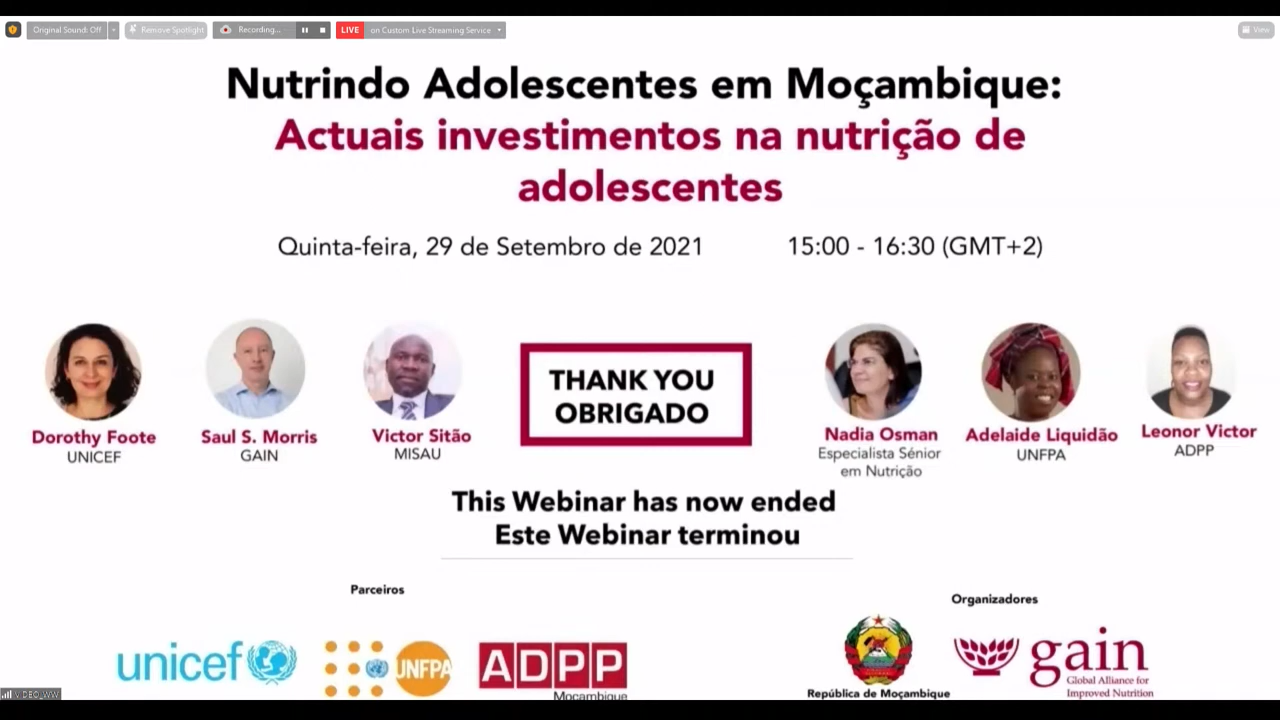 Original Sound: Off
Remove Spotlight
Recording...
LIVE on Custom Live Streaming Service
View
Nutrindo Adolescentes em Moçambique:
Actuais investimentos na nutrição de
adolescentes
Quinta-feira, 29 de Setembro de 2021 15:00 - 16:30 (GMT+2)
Dorothy Foote
UNICEF
Saul S. Morris
GAIN
Victor Sitão
MISAU
THANK YOU
OBRIGADO
Nadia Osman
Especialista Sénior
em Nutrição
Adelaide Liquidão
UNFPA
Leonor Victor
ADPP
This Webinar has now ended
Este Webinar terminou
Parceiros
unicef
UNFPA
ADPP
Moçambique
Organizadores
República de Moçambique
gain
Global Alliance for
Improved Nutrition
VIDEO_WW